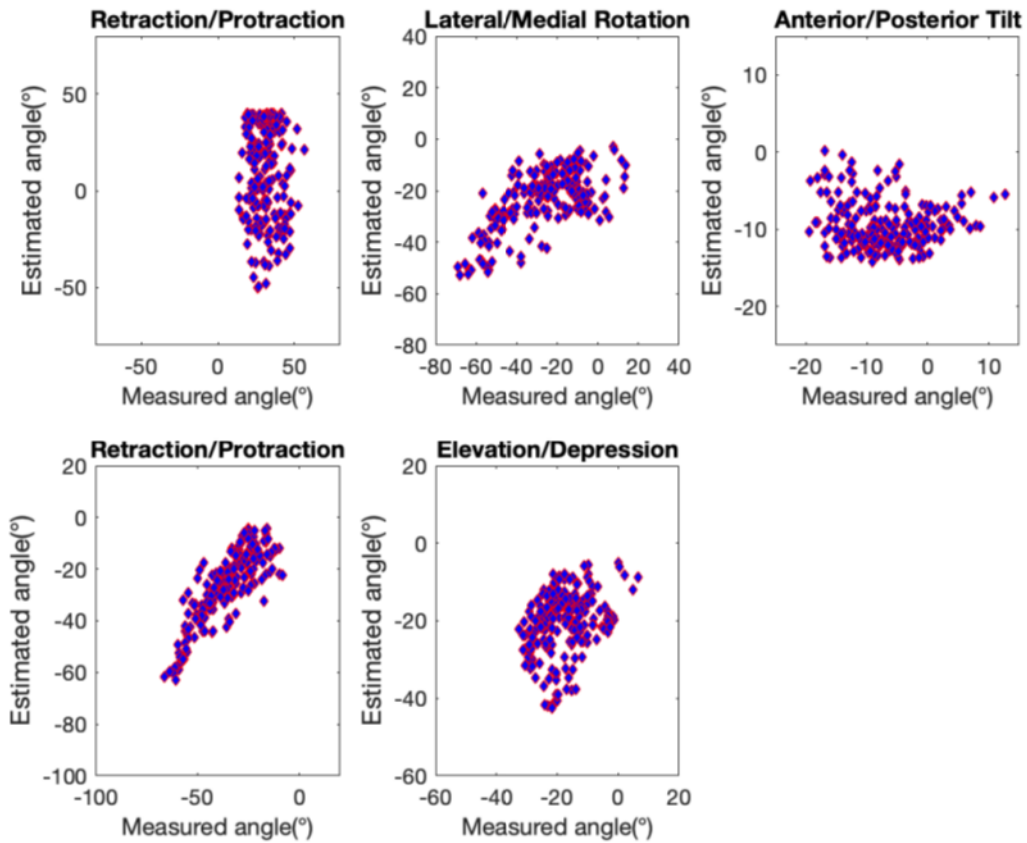 Retraction/Protraction
50
0
-50
Estimated angle(°)
-50 0 50
Measured angle(°)
Lateral/Medial Rotation
40
20
0
-20
-40
-60
-80
Estimated angle(°)
-80 -60 -40 -20 0 20 40
Measured angle(°)
Anterior/Posterior Tilt
10
0
-10
-20
Estimated angle(°)
-20 -10 0 10
Measured angle(°)
Retraction/Protraction
20
0
-20
-40
-60
-80
-100
Estimated angle(°)
-100 -50 0
Measured angle(°)
Elevation/Depression
20
0
-20
-40
-60
Estimated angle(°)
-60 -40 -20 0 20
Measured angle(°)